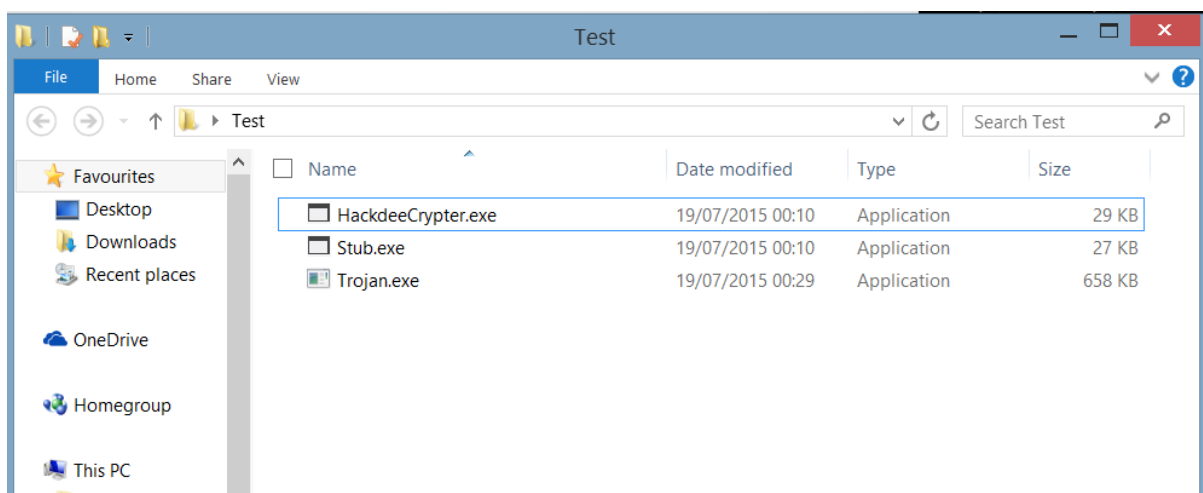 Test
File Home Share View
Test Search Test
Favourites
Desktop
Downloads
Recent places
OneDrive
Homegroup
This PC
Name Date modified Type Size
HackdeeCrypter.exe 19/07/2015 00:10 Application 29 KB
Stub.exe 19/07/2015 00:10 Application 27 KB
Trojan.exe 19/07/2015 00:29 Application 658 KB